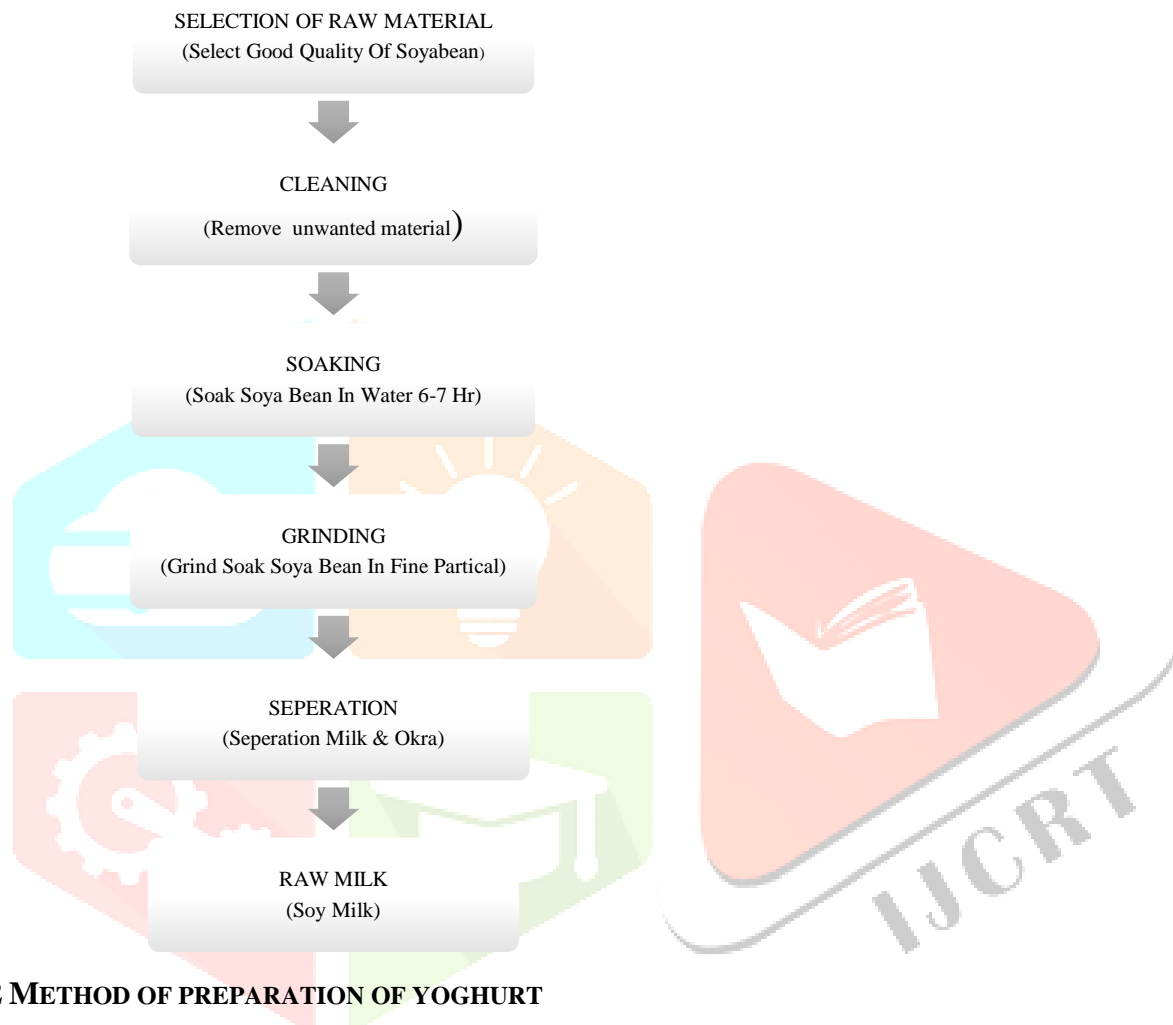 SELECTION OF RAW MATERIAL
(Select Good Quality Of Soyabean)
CLEANING
(Remove unwanted material)
SOAKING
(Soak Soya Bean In Water 6-7 Hr)
GRINDING
(Grind Soak Soya Bean In Fine Partical)
SEPERATION
(Seperation Milk & Okra)
RAW MILK
(Soy Milk)
IJCRT
METHOD OF PREPARATION OF YOGHURT